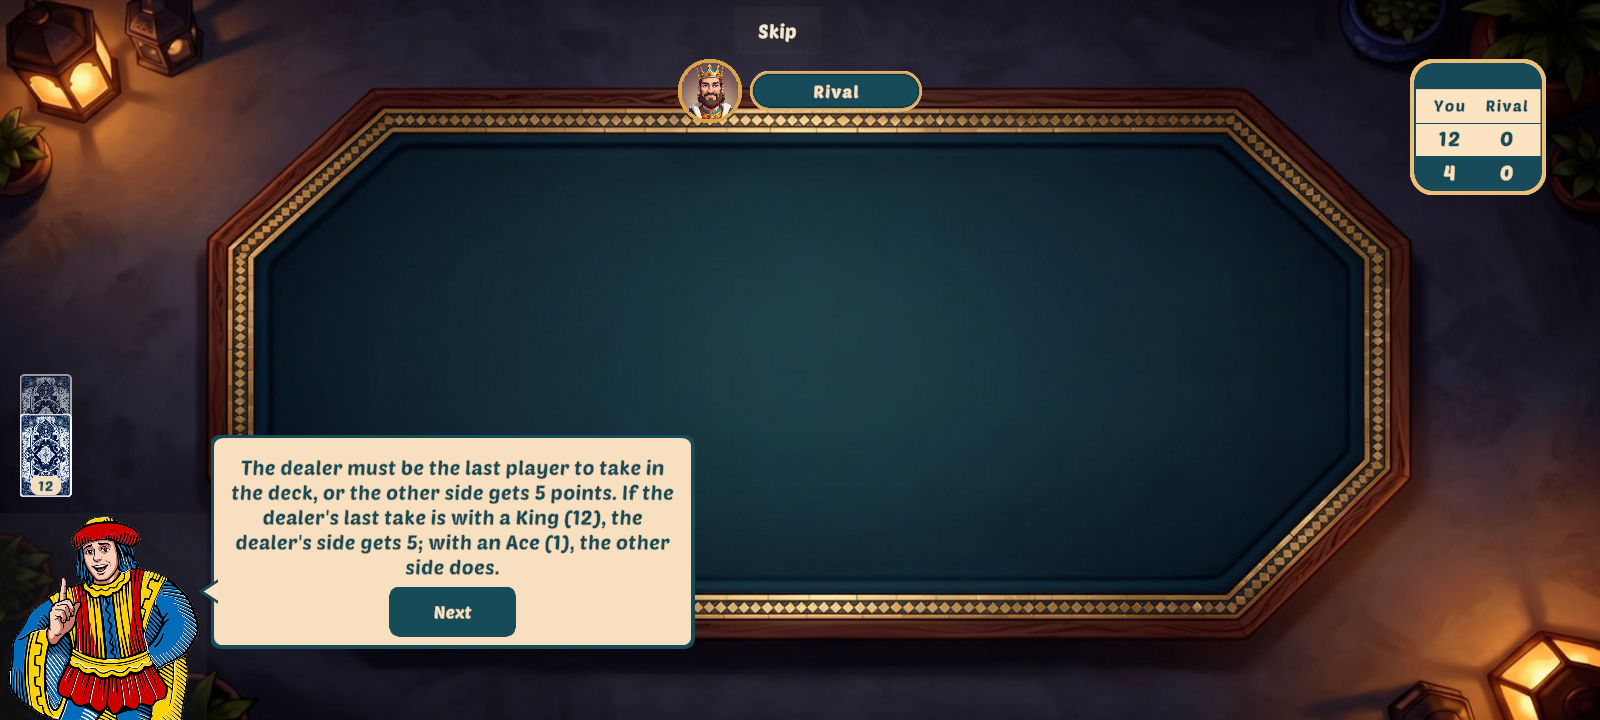 Skip
Rival
You Rival
12 0
4 0
12
The dealer must be the last player to take in
the deck, or the other side gets 5 points. If the
dealer's last take is with a King (12), the
dealer's side gets 5; with an Ace (1), the other
side does.
Next